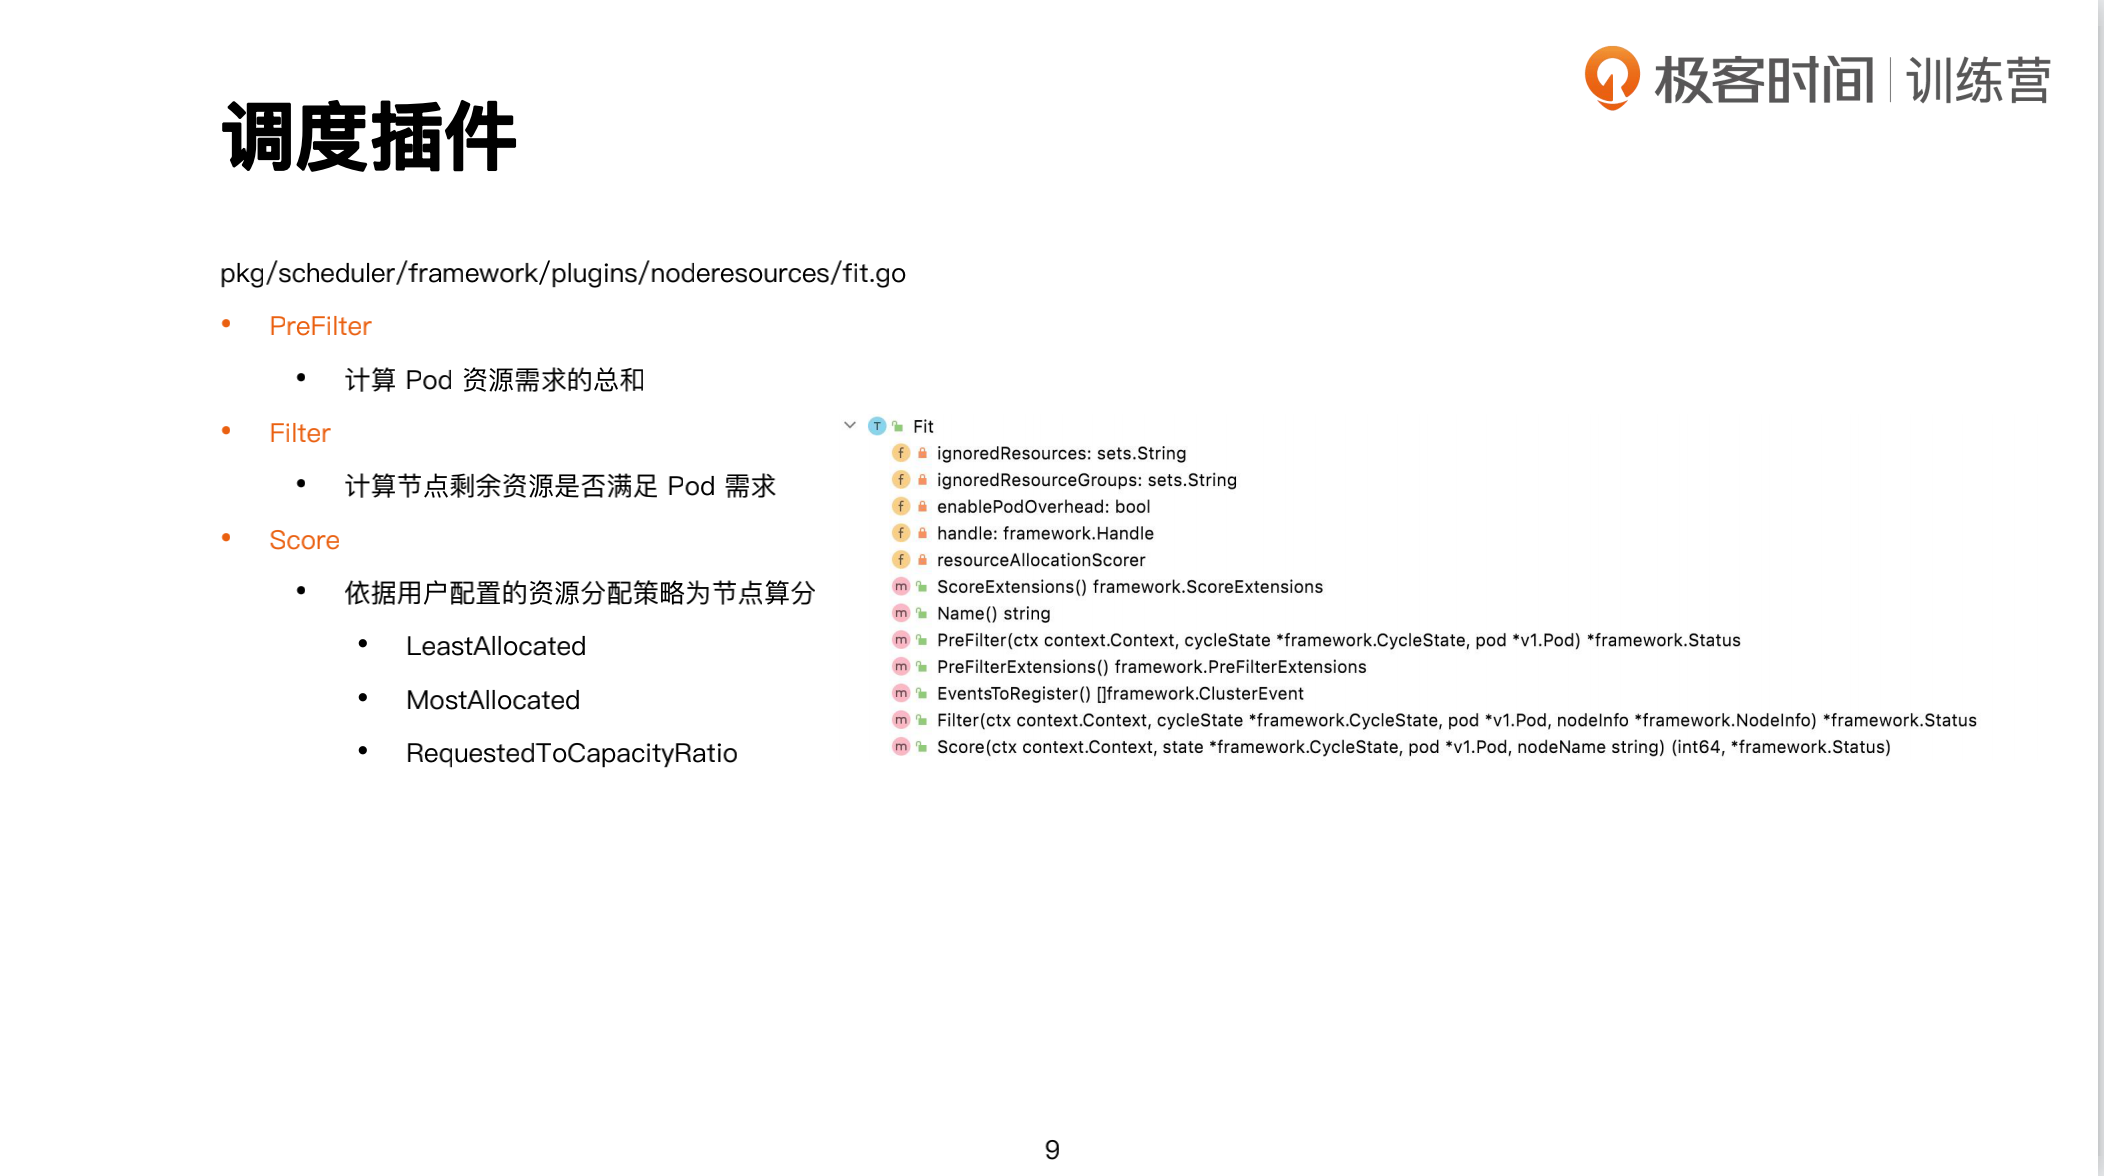 极客时间 | 训练营
调度插件
pkg/scheduler/framework/plugins/noderesources/fit.go
• PreFilter
• 计算 Pod 资源需求的总和
• Filter
• 计算节点剩余资源是否满足 Pod 需求
• Score
• 依据用户配置的资源分配策略为节点算分
• LeastAllocated
• MostAllocated
• RequestedToCapacityRatio
T Fit
f ignoredResources: sets.String
f ignoredResourceGroups: sets.String
f enablePodOverhead: bool
f handle: framework.Handle
f resourceAllocationScorer
m ScoreExtensions() framework.ScoreExtensions
m Name() string
m PreFilter(ctx context.Context, cycleState *framework.CycleState, pod *v1.Pod) *framework.Status
m PreFilterExtensions() framework.PreFilterExtensions
m EventsToRegister() []framework.ClusterEvent
m Filter(ctx context.Context, cycleState *framework.CycleState, pod *v1.Pod, nodeInfo *framework.NodeInfo) *framework.Status
m Score(ctx context.Context, state *framework.CycleState, pod *v1.Pod, nodeName string) (int64, *framework.Status)
9